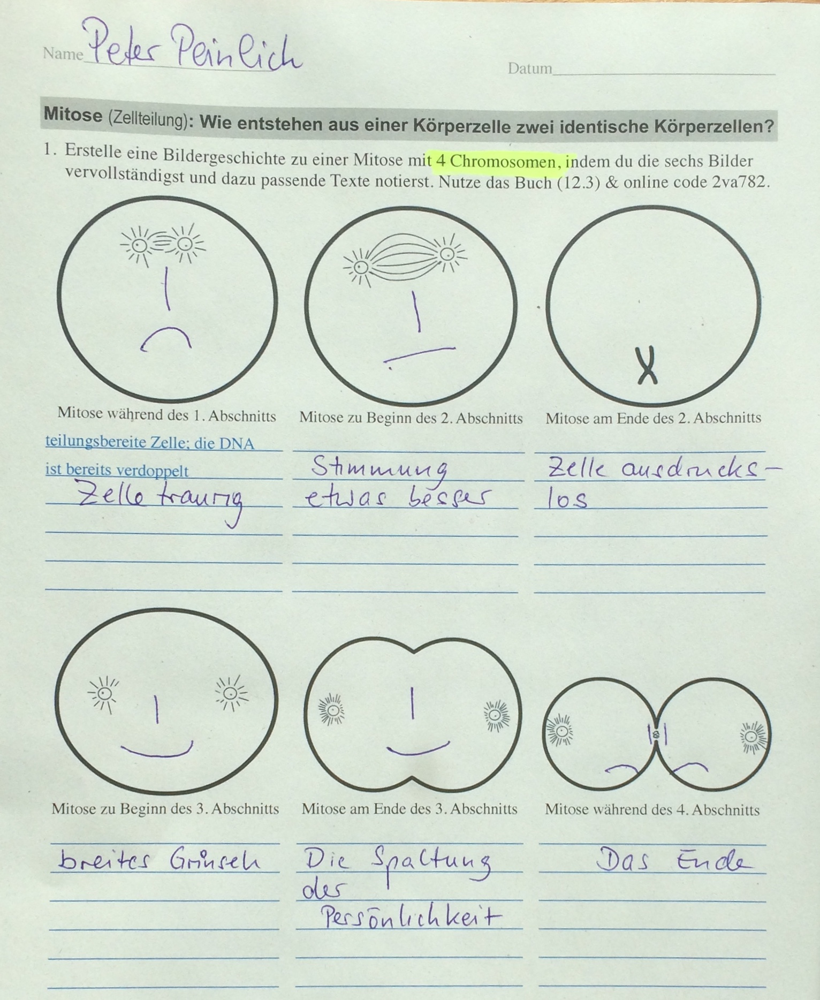 Name Peter Peinlich
Datum
Mitose (Zellteilung): Wie entstehen aus einer Körperzelle zwei identische Körperzellen?
1. Erstelle eine Bildergeschichte zu einer Mitose mit 4 Chromosomen, indem du die sechs Bilder
vervollständigst und dazu passende Texte notierst. Nutze das Buch (12.3) & online code 2va782.
Mitose während des 1. Abschnitts
teilungsbereite Zelle; die DNA
ist bereits verdoppelt
Zelle traurig
Mitose zu Beginn des 2. Abschnitts
Stimmung
etwas besser
Mitose am Ende des 2. Abschnitts
Zelle ausdrucks-
los
Mitose zu Beginn des 3. Abschnitts
breites Grinsen
Mitose am Ende des 3. Abschnitts
Die Spaltung
der
Persönlichkeit
Mitose während des 4. Abschnitts
Das Ende